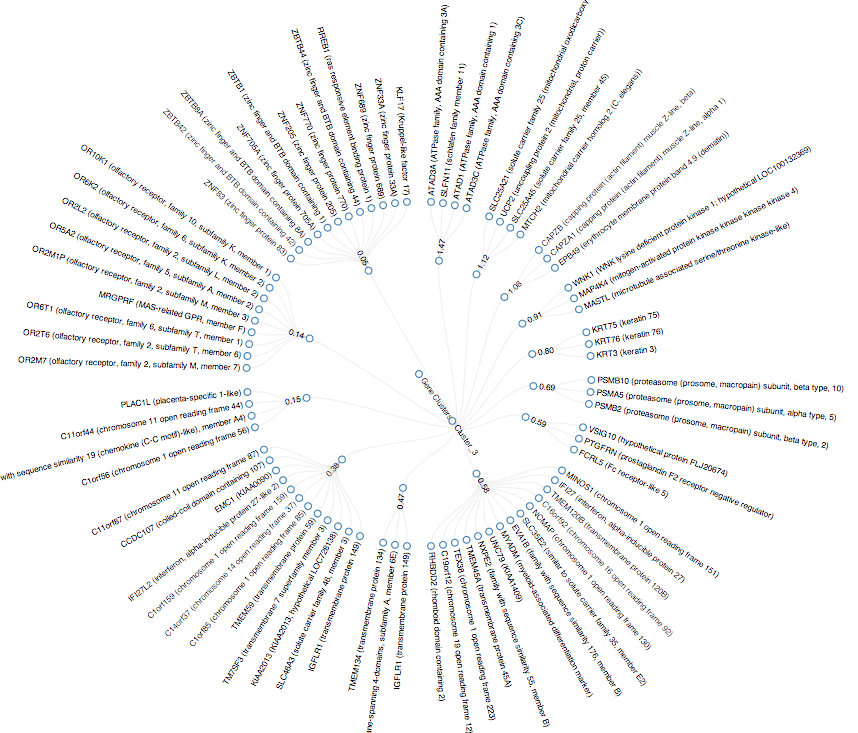 Gene Clusters
Cluster_3
1.47
ATAD3A (ATPase family, AAA domain containing 3A)
SLFN11 (schlafen family member 11)
ATAD1 (ATPase family, AAA domain containing 1)
ATAD3C (ATPase family, AAA domain containing 3C)
1.12
SLC25A21 (solute carrier family 25 (mitochondrial oxodicarboxy
UCP2 (uncoupling protein 2 (mitochondrial, proton carrier))
SLC25A45 (solute carrier family 25, member 45)
MTCH2 (mitochondrial carrier homolog 2 (C. elegans))
1.08
CAPZB (capping protein (actin filament) muscle Z-line, beta)
CAPZA1 (capping protein (actin filament) muscle Z-line, alpha 1)
EPB49 (erythrocyte membrane protein band 4.9 (dematin))
0.91
WNK1 (WNK lysine deficient protein kinase 1; hypothetical LOC100132369)
MAP4K4 (mitogen-activated protein kinase kinase kinase kinase 4)
MASTL (microtubule associated serine/threonine kinase-like)
0.80
KRT75 (keratin 75)
KRT76 (keratin 76)
KRT3 (keratin 3)
0.69
PSMB10 (proteasome (prosome, macropain) subunit, beta type, 10)
PSMA5 (proteasome (prosome, macropain) subunit, alpha type, 5)
PSMB2 (proteasome (prosome, macropain) subunit, beta type, 2)
0.59
VSIG10 (hypothetical protein FLJ20674)
PTGFRN (prostaglandin F2 receptor negative regulator)
FCRL5 (Fc receptor-like 5)
0.58
MINOS1 (chromosome 1 open reading frame 151)
IFI27 (interferon, alpha-inducible protein 27)
TMEM120B (transmembrane protein 120B)
C16orf92 (chromosome 16 open reading frame 92)
NCMAP (chromosome 1 open reading frame 130)
SLC35E2 (similar to solute carrier family 35, member E2)
EVA1B (family with sequence similarity 176, member B)
MYADM (myeloid-associated differentiation marker)
UNC79 (KIAA1409)
AKIRIN2 (family with sequence similarity 55, member B)
TMEM45A (transmembrane protein 45A)
TEX35 (chromosome 1 open reading frame 223)
C19orf12 (chromosome 19 open reading frame 12)
RHBDD2 (rhomboid domain containing 2)
0.47
IGFLR1 (transmembrane protein 149)
ane-spanning 4-domains, subfamily A, member 6E)
TMEM134 (transmembrane protein 134)
0.38
IGFLR1 (transmembrane protein 149)
SLC46A3 (solute carrier family 46, member 3)
KIAA2013 (KIAA2013, hypothetical LOC728138)
TM7SF3 (transmembrane 7 superfamily member 3)
TMEM59 (transmembrane protein 59)
C1orf85 (chromosome 1 open reading frame 85)
C14orf37 (chromosome 14 open reading frame 37)
C1orf159 (chromosome 1 open reading frame 159)
IFI27L2 (interferon, alpha-inducible protein 27-like 2)
EMC1 (KIAA0090)
CCDC107 (coiled-coil domain containing 107)
C11orf87 (chromosome 11 open reading frame 87)
0.15
C1orf56 (chromosome 1 open reading frame 56)
with sequence similarity 19 (chemokine (C-C motif)-like), member A4)
C11orf44 (chromosome 11 open reading frame 44)
PLAC1L (placenta-specific 1-like)
0.14
OR2M7 (olfactory receptor, family 2, subfamily M, member 7)
OR2T6 (olfactory receptor, family 2, subfamily T, member 6)
OR6T1 (olfactory receptor, family 6, subfamily T, member 1)
MRGPRF (MAS-related GPR, member F)
OR2M1P (olfactory receptor, family 2, subfamily M, member 3)
OR5A2 (olfactory receptor, family 5, subfamily A, member 2)
OR2L2 (olfactory receptor, family 2, subfamily L, member 2)
OR6K2 (olfactory receptor, family 6, subfamily K, member 2)
OR10K1 (olfactory receptor, family 10, subfamily K, member 1)
0.05
ZNF83 (zinc finger protein 83)
ZBTB42 (zinc finger and BTB domain containing 42)
ZBTB8A (zinc finger and BTB domain containing 8A)
ZNF705A (zinc finger protein 705A)
ZBTB1 (zinc finger and BTB domain containing 1)
ZNF205 (zinc finger protein 205)
ZNF770 (zinc finger protein 770)
ZBTB44 (zinc finger and BTB domain containing 44)
RREB1 (ras responsive element binding protein 1)
ZNF689 (zinc finger protein 689)
ZNF33A (zinc finger protein 33A)
KLF17 (Kruppel-like factor 17)